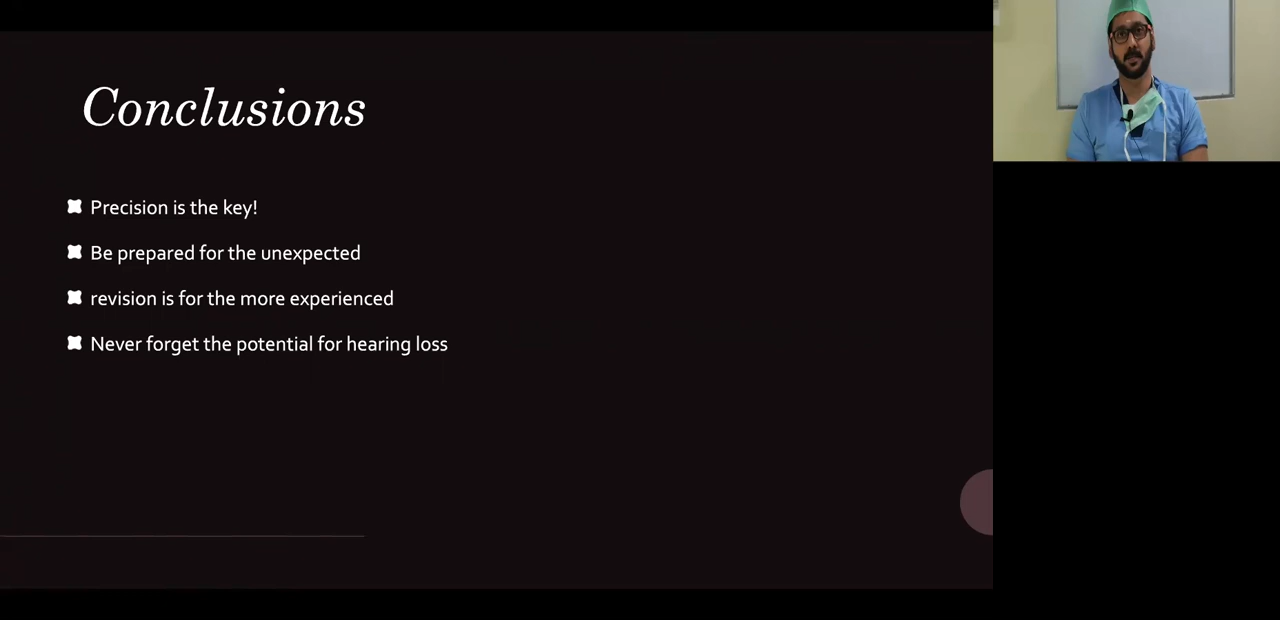 Conclusions
Precision is the key!
Be prepared for the unexpected
revision is for the more experienced
Never forget the potential for hearing loss